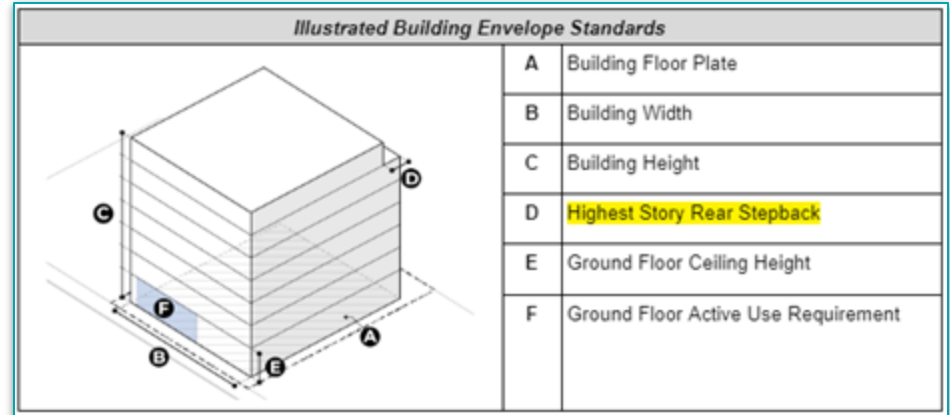 Illustrated Building Envelope Standards
A Building Floor Plate
B Building Width
C Building Height
D Highest Story Rear Stepback
E Ground Floor Ceiling Height
F Ground Floor Active Use Requirement
D
C
F
A
B
E